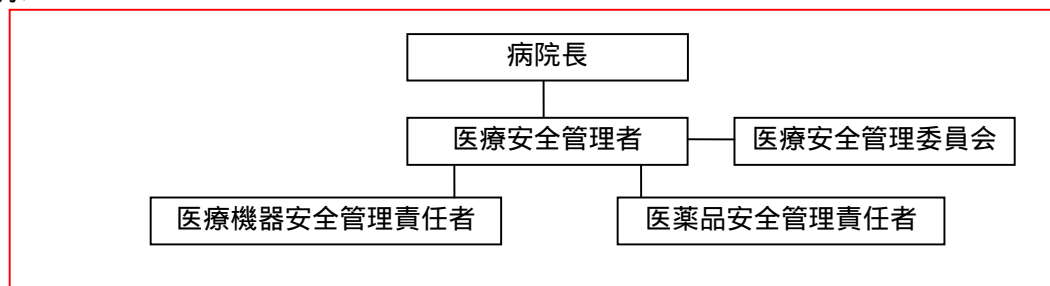 病院長
医療安全管理者
医療安全管理委員会
医療機器安全管理責任者
医薬品安全管理責任者